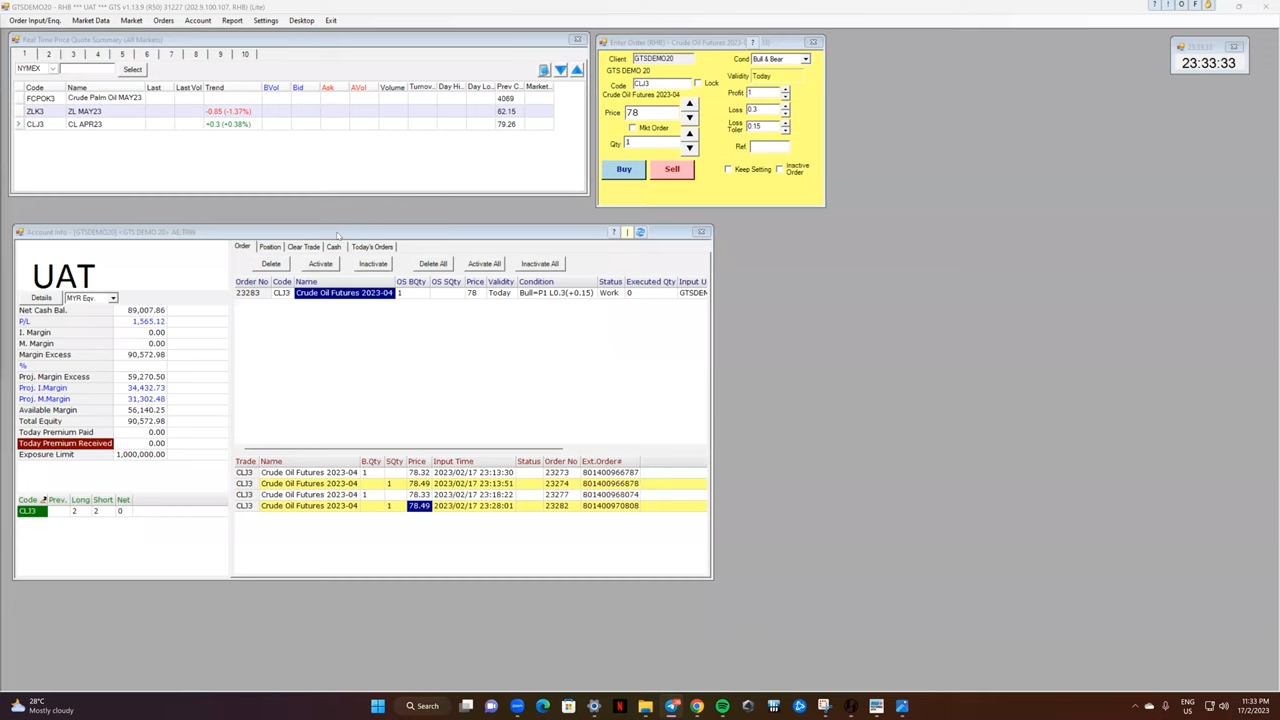 GTSDEMO20 - RHB *** UAT *** GTS v1.13.9 (RS0) 31227 (202.9.100.107, RHB) (Lite)
Order Input/Enq. Market Data Market Orders Account Report Settings Desktop Exit
? ! O F
Real Time Price Quote Summary (All Markets)
1 2 3 4 5 6 7 8 9 10
NYMEX Select
Code Name Last Last Vol Trend BVol Bid Ask AVol Volume Turnov... Day Hi... Day Lo... Prev C... Market...
FCPOK3 Crude Palm Oil MAY23 4069
ZLK3 ZL MAY23 -0.85 (-1.37%) 62.15
CLJ3 CL APR23 +0.3 (+0.38%) 79.26
Enter Order (RHB) - Crude Oil Futures 2023-
?
Client GTSDEMO20 Cond Bull & Bear
GTS DEMO 20 Validity Today
Code CLJ3 Lock Profit 1
Crude Oil Futures 2023-04
Price 78 Loss 0.3
Mkt Order Loss Toler 0.15
Qty 1 Ref.
Buy Sell Keep Setting Inactive Order
23:33:33
23:33:33
Account Info - [GTSDEMO20] <GTS DEMO 20> AE:TR99
? !
UAT
Details MYR Eqv.
Net Cash Bal. 89,007.86
P/L 1,565.12
I. Margin 0.00
M. Margin 0.00
Margin Excess 90,572.98
%
Proj. Margin Excess 59,270.50
Proj. I.Margin 34,432.73
Proj. M.Margin 31,302.48
Available Margin 56,140.25
Total Equity 90,572.98
Today Premium Paid 0.00
Today Premium Received 0.00
Exposure Limit 1,000,000.00
Code Prev. Long Short Net
CLJ3 2 2 0
Order Position Clear Trade Cash Today's Orders
Delete Activate Inactivate Delete All Activate All Inactivate All
Order No Code Name OS BQty OS SQty Price Validity Condition Status Executed Qty Input U
23283 CLJ3 Crude Oil Futures 2023-04 1 78 Today Bull=P1 L0.3(+0.15) Work 0 GTSDEM
Trade Name B.Qty SQty Price Input Time Status Order No Ext.Order#
CLJ3 Crude Oil Futures 2023-04 1 78.32 2023/02/17 23:13:30 23273 801400966787
CLJ3 Crude Oil Futures 2023-04 1 78.49 2023/02/17 23:13:51 23274 801400966878
CLJ3 Crude Oil Futures 2023-04 1 78.33 2023/02/17 23:18:22 23277 801400968074
CLJ3 Crude Oil Futures 2023-04 1 78.49 2023/02/17 23:28:01 23282 801400970808
28°C
Mostly cloudy
Search
ENG
US
11:33 PM
17/2/2023